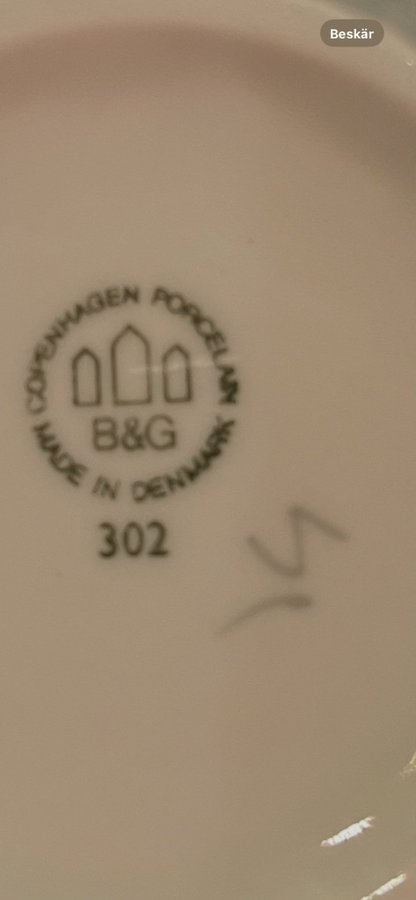 Beskär
COPENHAGEN PORCELAIN
B&G
MADE IN DENMARK
302